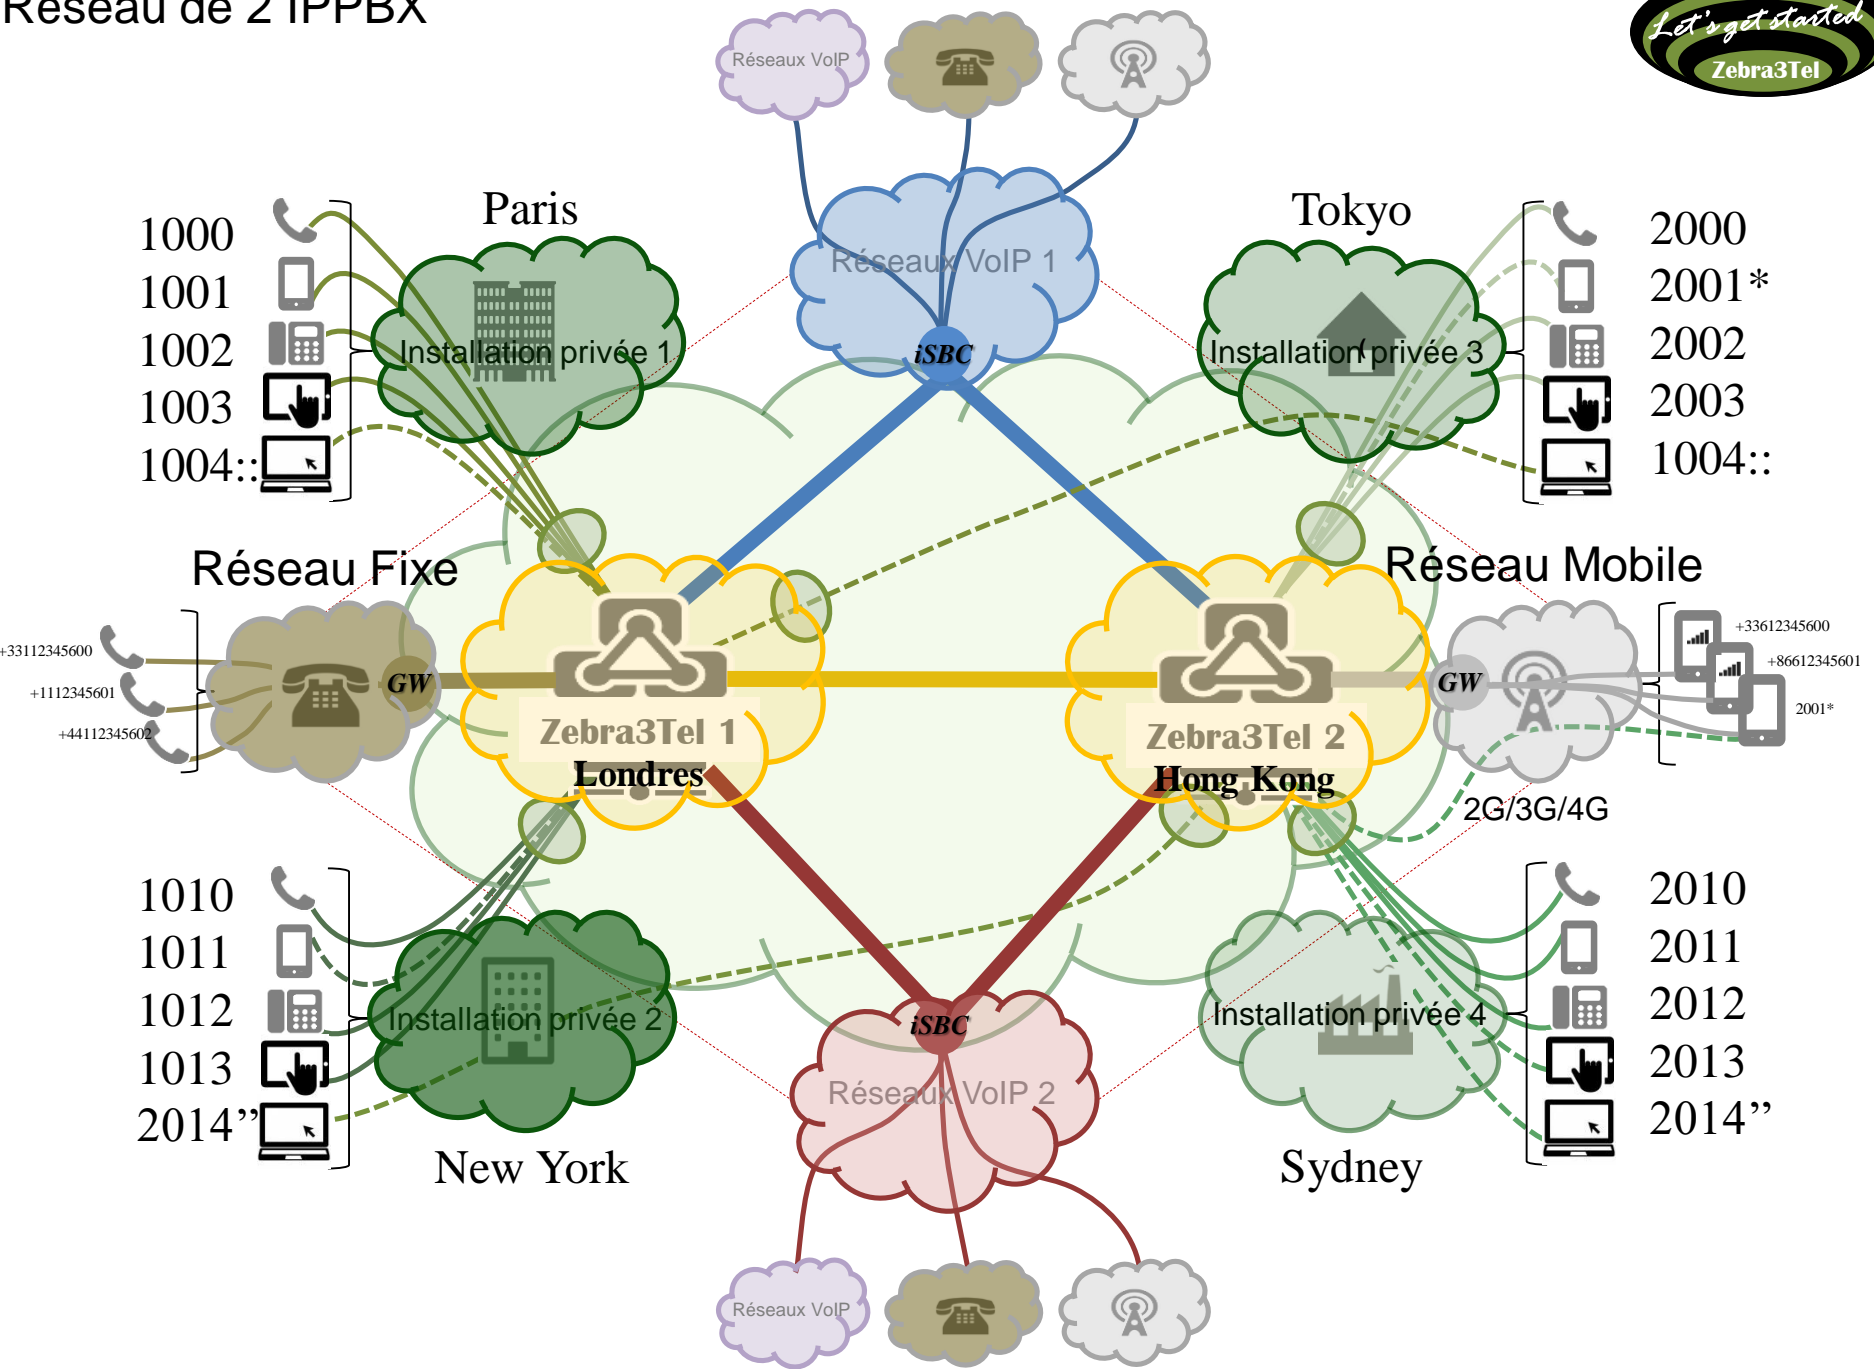 Réseau de 2 IPPBX
Let's get started
Zebra3Tel
Réseaux VoIP
Paris
Tokyo
1000
1001
1002
1003
1004::
Installation privée 1
Réseaux VoIP 1
iSBC
Installation privée 3
2000
2001*
2002
2003
1004::
Réseau Fixe
Réseau Mobile
+33112345600
+1112345601
+44112345602
GW
Zebra3Tel 1
Londres
Zebra3Tel 2
Hong Kong
GW
+33612345600
+86612345601
2001*
2G/3G/4G
1010
1011
1012
1013
2014”
Installation privée 2
New York
iSBC
Réseaux VoIP 2
Installation privée 4
Sydney
2010
2011
2012
2013
2014”
Réseaux VoIP